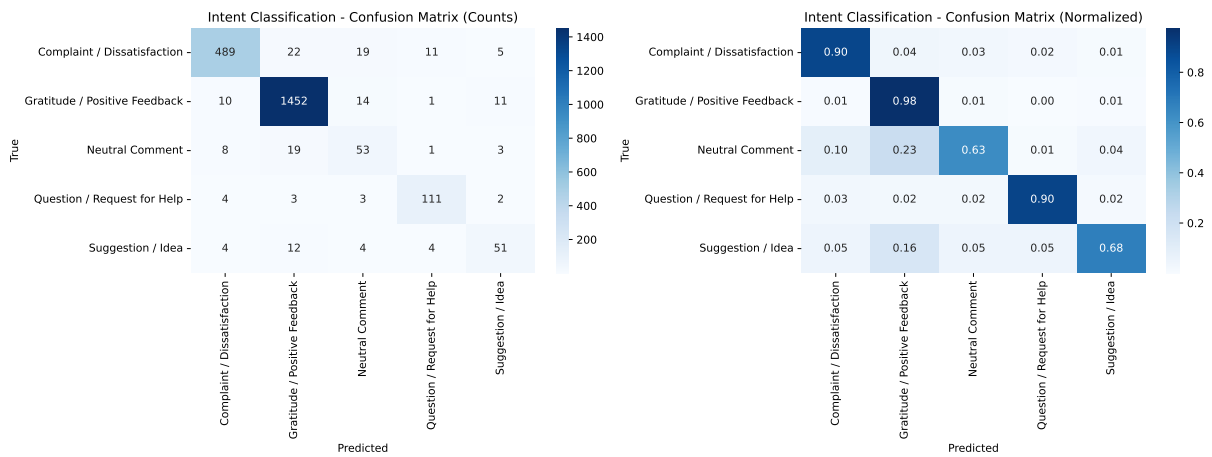 Intent Classification - Confusion Matrix (Counts)
True
Complaint / Dissatisfaction 489 22 19 11 5
Gratitude / Positive Feedback 10 1452 14 1 11
Neutral Comment 8 19 53 1 3
Question / Request for Help 4 3 3 111 2
Suggestion / Idea 4 12 4 4 51
Complaint / Dissatisfaction
Gratitude / Positive Feedback
Neutral Comment
Question / Request for Help
Suggestion / Idea
Predicted
1400
1200
1000
800
600
400
200
Intent Classification - Confusion Matrix (Normalized)
True
Complaint / Dissatisfaction 0.90 0.04 0.03 0.02 0.01
Gratitude / Positive Feedback 0.01 0.98 0.01 0.00 0.01
Neutral Comment 0.10 0.23 0.63 0.01 0.04
Question / Request for Help 0.03 0.02 0.02 0.90 0.02
Suggestion / Idea 0.05 0.16 0.05 0.05 0.68
Complaint / Dissatisfaction
Gratitude / Positive Feedback
Neutral Comment
Question / Request for Help
Suggestion / Idea
Predicted
0.8
0.6
0.4
0.2